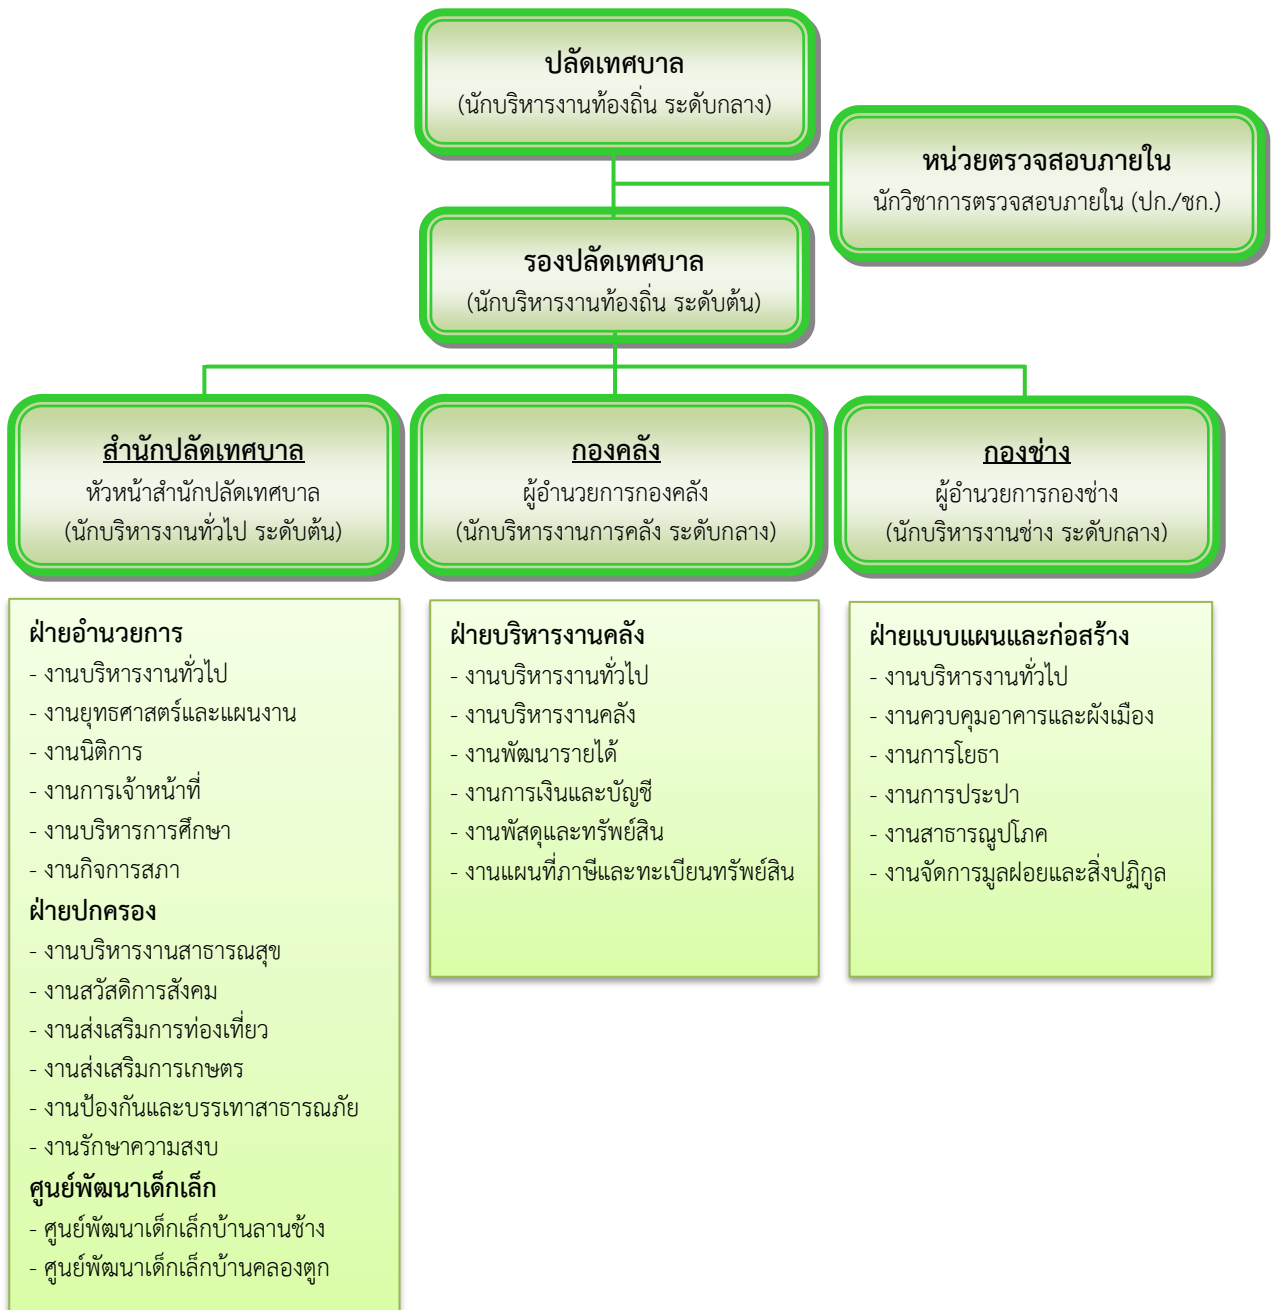 ปลัดเทศบาล
(นักบริหารงานท้องถิ่น ระดับกลาง)
หน่วยตรวจสอบภายใน
นักวิชาการตรวจสอบภายใน (ปก./ชก.)
รองปลัดเทศบาล
(นักบริหารงานท้องถิ่น ระดับต้น)
สำนักปลัดเทศบาล
หัวหน้าสำนักปลัดเทศบาล
(นักบริหารงานทั่วไป ระดับต้น)
กองคลัง
ผู้อำนวยการกองคลัง
(นักบริหารงานการคลัง ระดับกลาง)
กองช่าง
ผู้อำนวยการกองช่าง
(นักบริหารงานช่าง ระดับกลาง)
ฝ่ายอำนวยการ
- งานบริหารงานทั่วไป
- งานยุทธศาสตร์และแผนงาน
- งานนิติการ
- งานการเจ้าหน้าที่
- งานบริหารการศึกษา
- งานกิจการสภา
ฝ่ายปกครอง
- งานบริหารงานสาธารณสุข
- งานสวัสดิการสังคม
- งานส่งเสริมการท่องเที่ยว
- งานส่งเสริมการเกษตร
- งานป้องกันและบรรเทาสาธารณภัย
- งานรักษาความสงบ
ศูนย์พัฒนาเด็กเล็ก
- ศูนย์พัฒนาเด็กเล็กบ้านลานช้าง
- ศูนย์พัฒนาเด็กเล็กบ้านคลองตูก
ฝ่ายบริหารงานคลัง
- งานบริหารงานทั่วไป
- งานบริหารงานคลัง
- งานพัฒนารายได้
- งานการเงินและบัญชี
- งานพัสดุและทรัพย์สิน
- งานแผนที่ภาษีและทะเบียนทรัพย์สิน
ฝ่ายแบบแผนและก่อสร้าง
- งานบริหารงานทั่วไป
- งานควบคุมอาคารและผังเมือง
- งานการโยธา
- งานการประปา
- งานสาธารณูปโภค
- งานจัดการมูลฝอยและสิ่งปฏิกูล